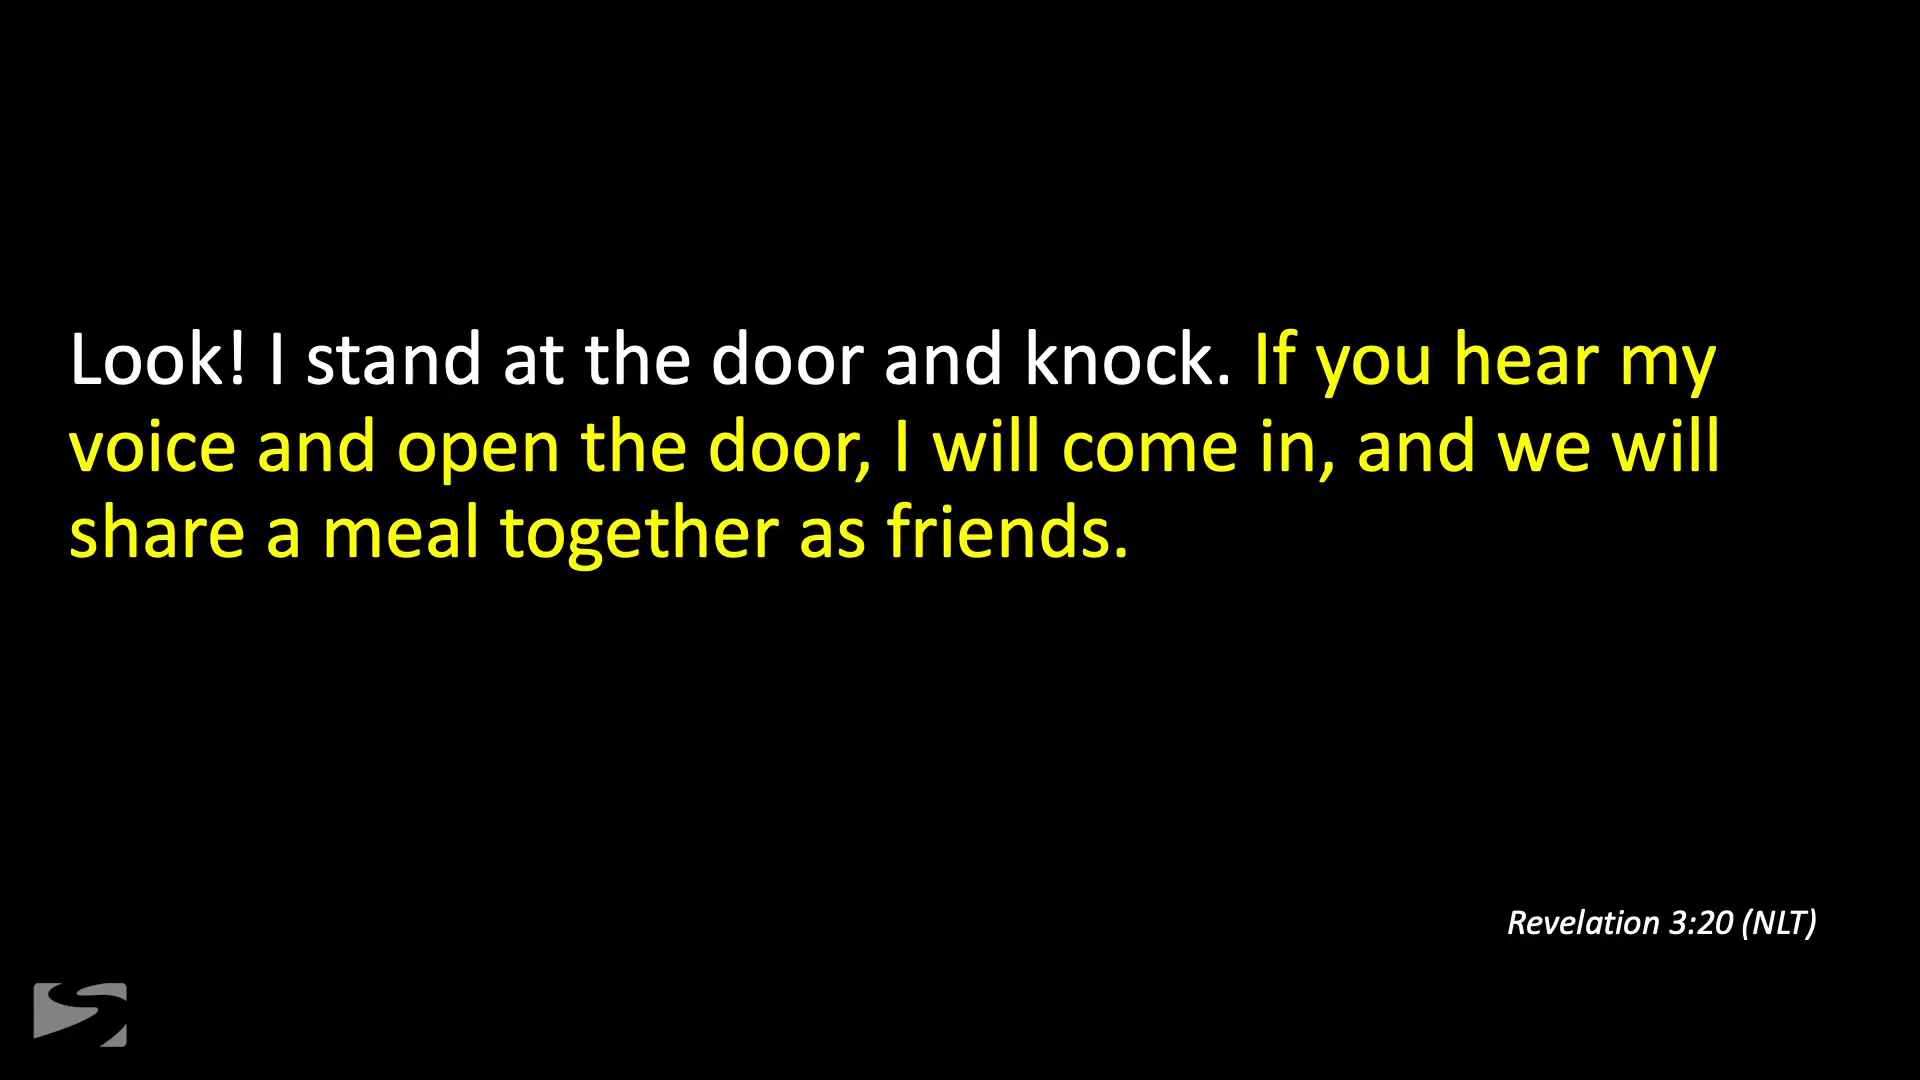 Look! I stand at the door and knock. If you hear my
voice and open the door, I will come in, and we will
share a meal together as friends.
Revelation 3:20 (NLT)